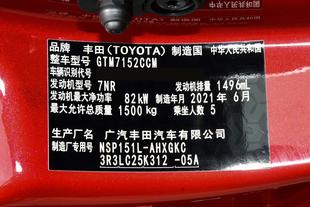 品牌 丰田(TOYOTA) 制造国 中华人民共和国
整车型号 GTM7152CCM
车辆识别代号
发动机型号 7NR 发动机排量 1496mL
发动机最大净功率 82kW 制造年月 2021年6月
最大允许总质量 1500kg 乘坐人数 5
生产厂名 广汽丰田汽车有限公司
制造厂专用号 NSP151L-AHXGKC
3R3LC25K312 -05A